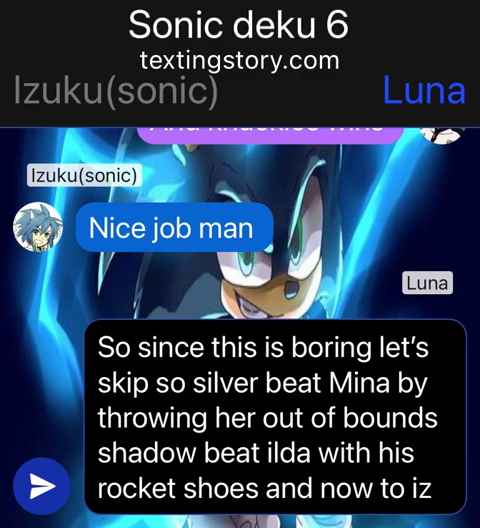 Sonic deku 6
textingstory.com
Izuku(sonic) Luna
Izuku(sonic)
Nice job man
Luna
So since this is boring let's
skip so silver beat Mina by
throwing her out of bounds
shadow beat ilda with his
rocket shoes and now to iz